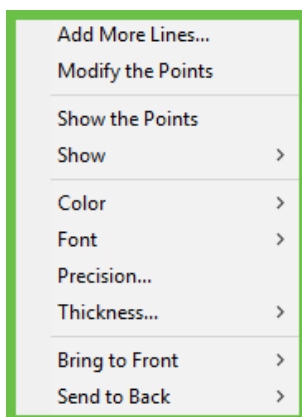 Add More Lines...
Modify the Points
Show the Points
Show
Color
Font
Precision...
Thickness...
Bring to Front
Send to Back